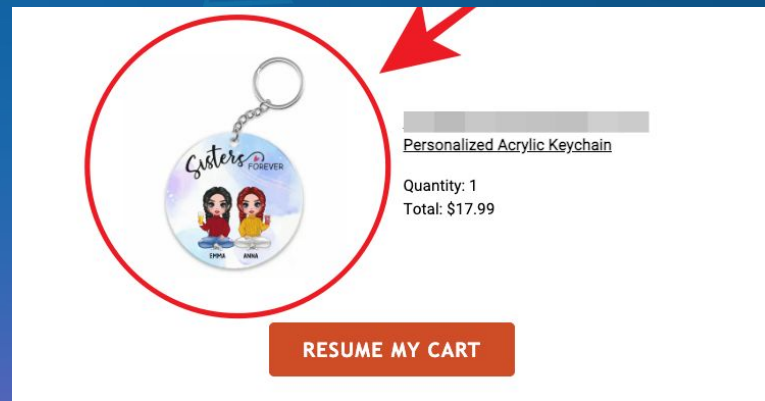 Sisters
FOREVER
EMMA ANNA
Personalized Acrylic Keychain
Quantity: 1
Total: $17.99
RESUME MY CART